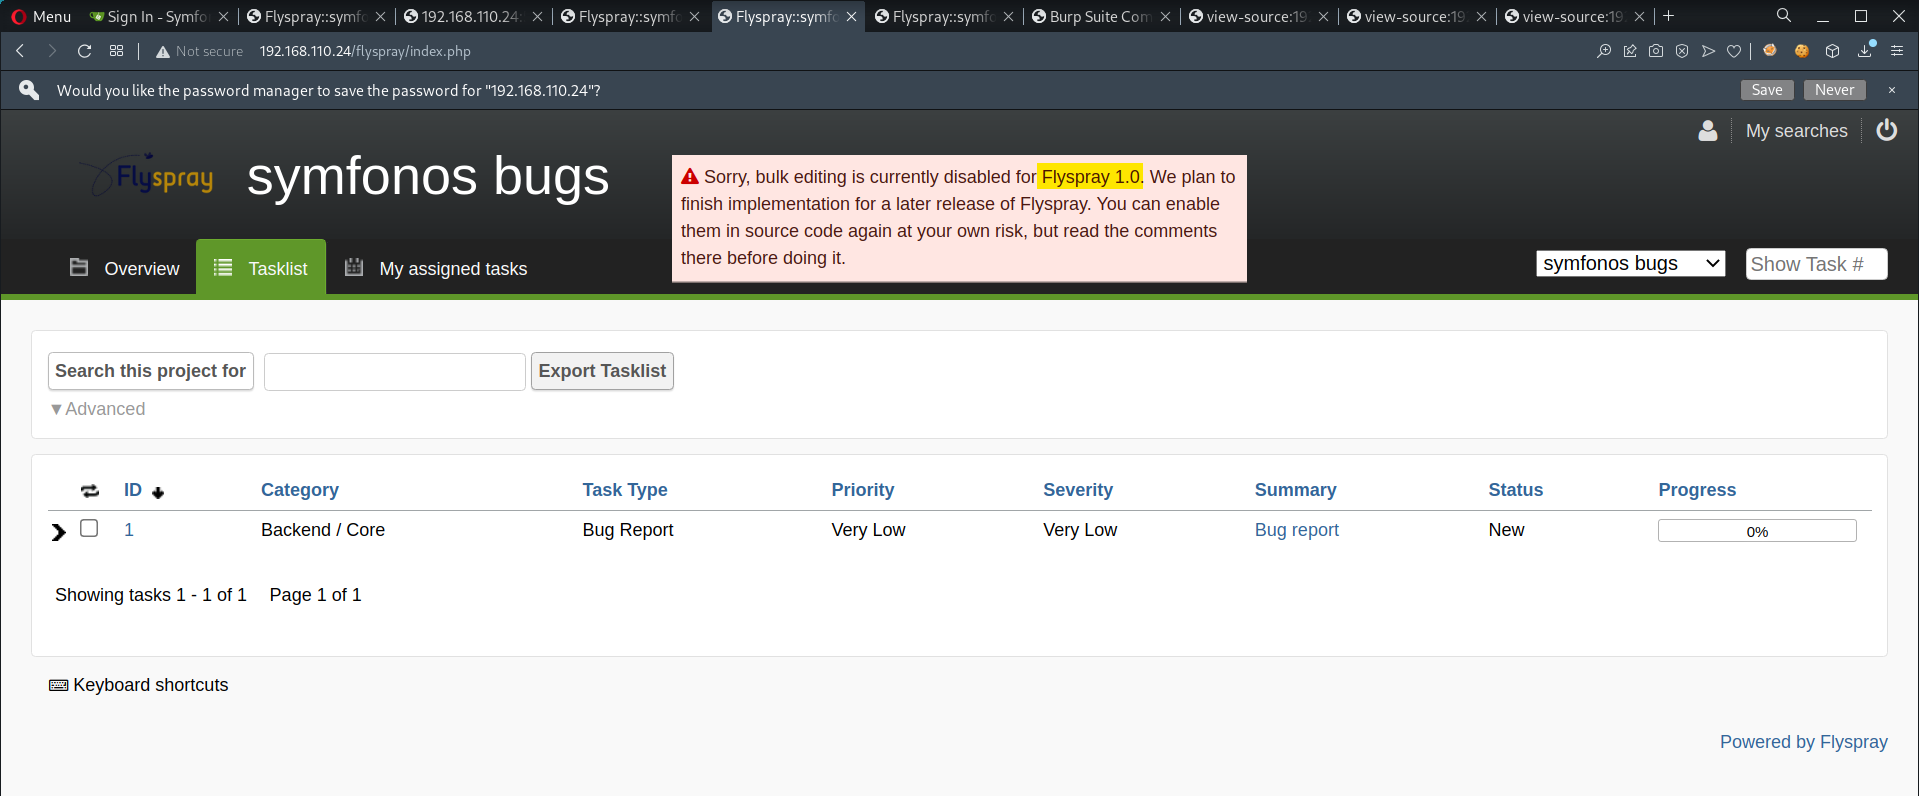 Menu
Sign In - Symfo
Flyspray::symfo
192.168.110.24:
Flyspray::symfo
Flyspray::symfo
Flyspray::symfo
Burp Suite Com
view-source:19
view-source:19
view-source:19
Not secure 192.168.110.24/flyspray/index.php
Would you like the password manager to save the password for "192.168.110.24"?
Save Never
My searches
Flyspray symfonos bugs
Sorry, bulk editing is currently disabled for Flyspray 1.0. We plan to
finish implementation for a later release of Flyspray. You can enable
them in source code again at your own risk, but read the comments
there before doing it.
Overview Tasklist My assigned tasks symfonos bugs Show Task #
Search this project for Export Tasklist
▼Advanced
ID Category Task Type Priority Severity Summary Status Progress
1 Backend / Core Bug Report Very Low Very Low Bug report New 0%
Showing tasks 1 - 1 of 1 Page 1 of 1
Keyboard shortcuts
Powered by Flyspray